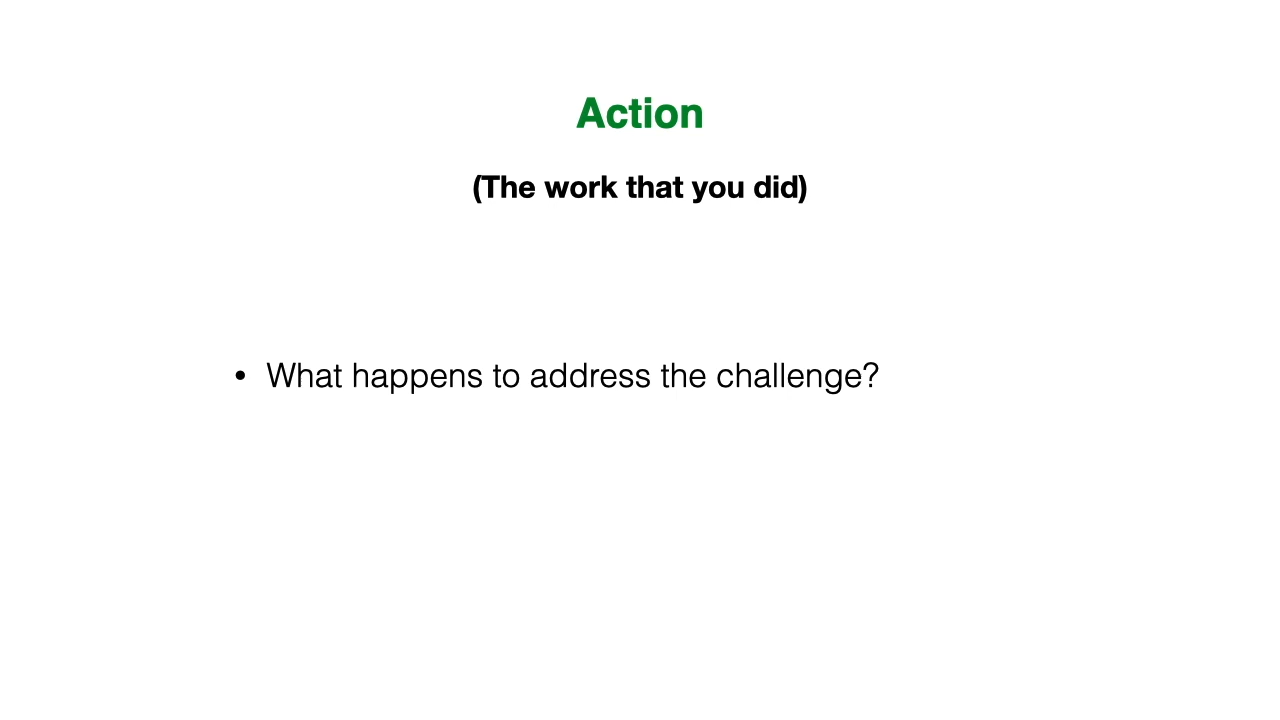 Action
(The work that you did)
• What happens to address the challenge?